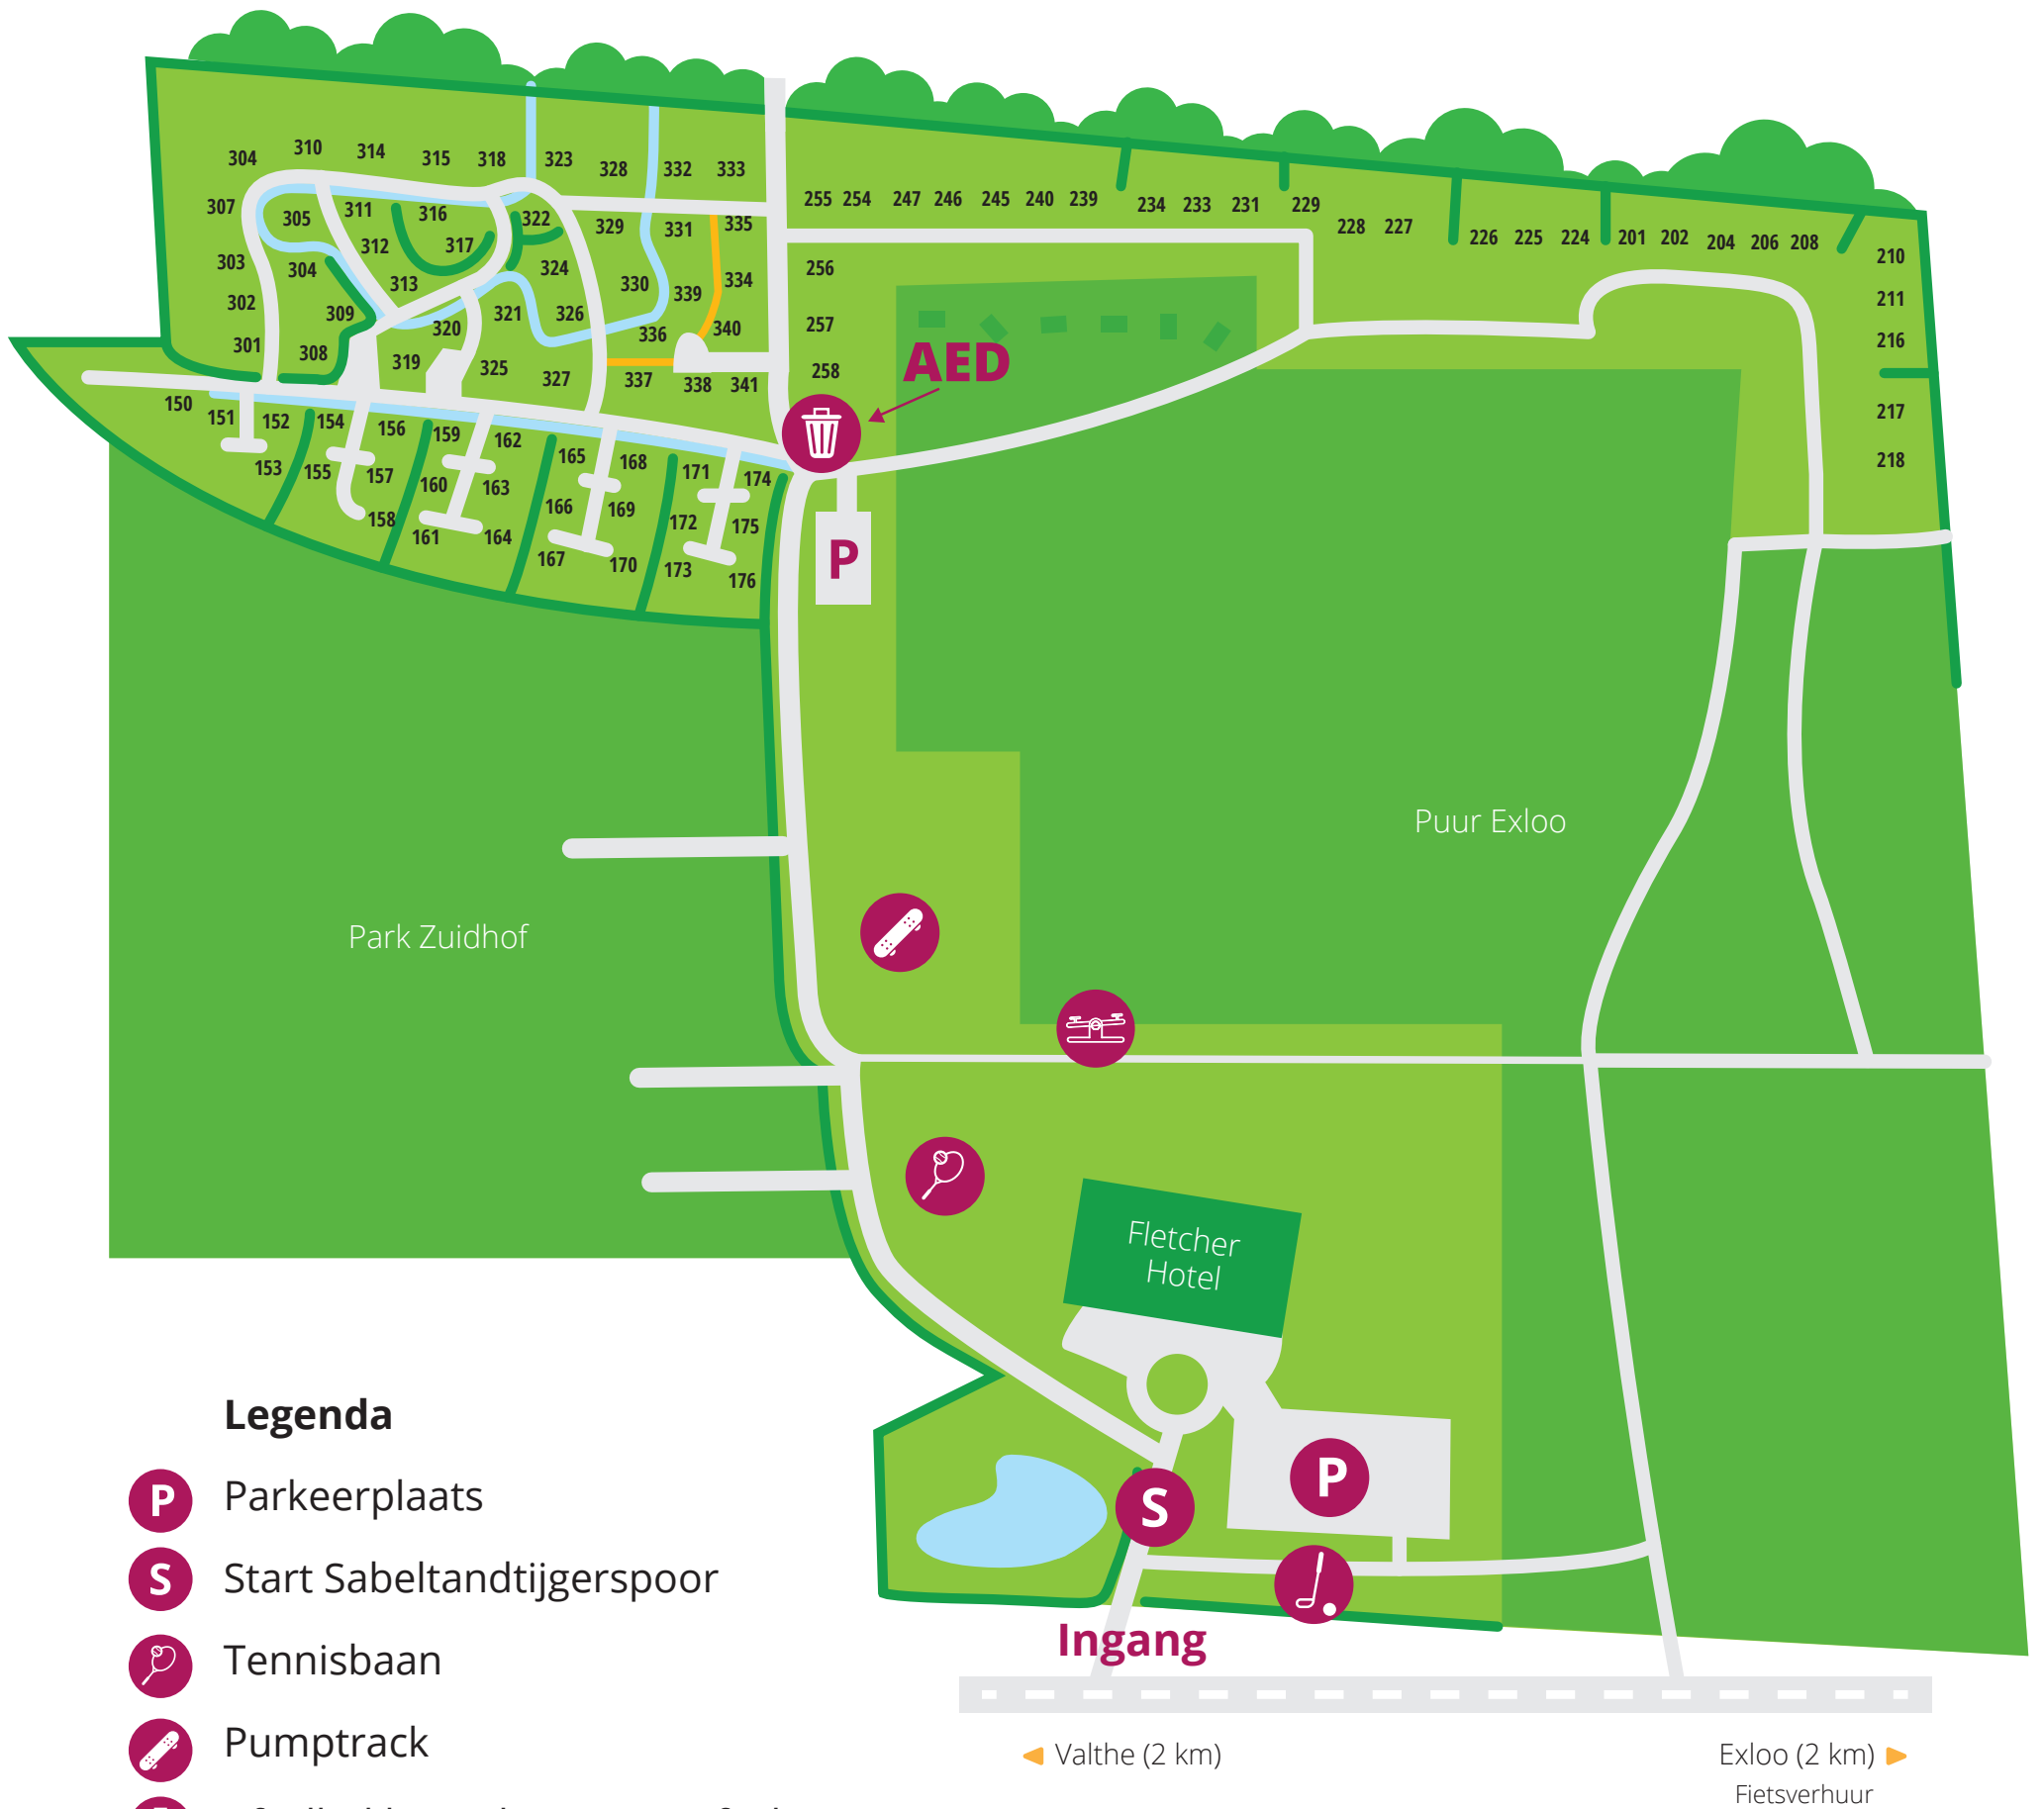 304 310 314 315 318 323 328 332 333
307 305 311 316 322 329 331 335
255 254 247 246 245 240 239 234 233 231 229
228 227 226 225 224 201 202 204 206 208
303 304 312 317 324 330 339 334 256
210
302 309 313 321 326 336 340 257
211
301 308 320 319 325 327 337 338 341 258
216
AED
150 151 152 154 156 159 162 165 168 171 174
217
153 155 157 160 163 166 169 172 175
218
158 161 164 167 170 173 176
P
Puur Exloo
Park Zuidhof
Fletcher
Hotel
P
S
Ingang
Valthe (2 km)
Exloo (2 km)
Fietsverhuur
Legenda
P Parkeerplaats
S Start Sabeltandtijgerspoor
Tennisbaan
Pumptrack